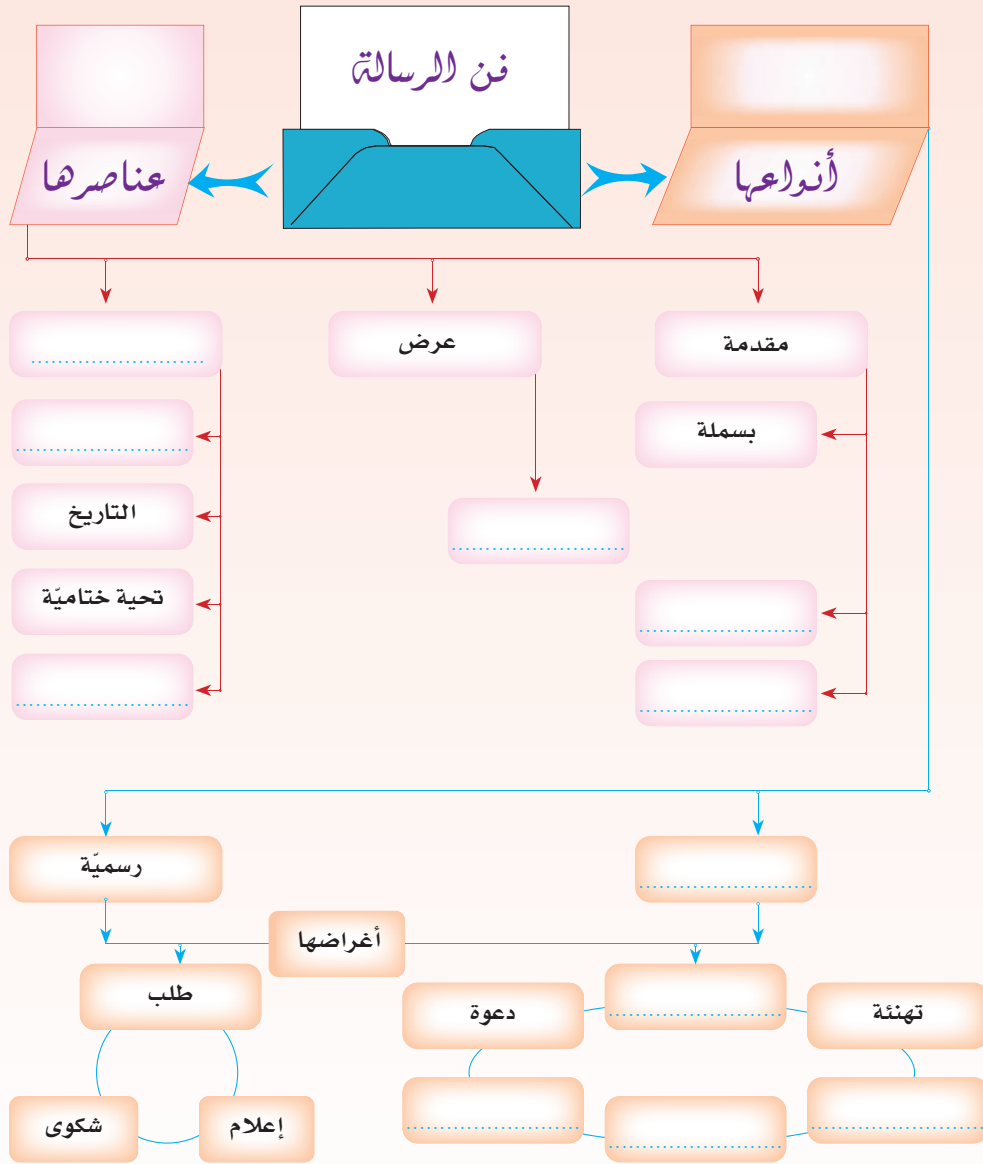 فن الرسالة
أنواعها
عناصرها
مقدمة
عرض
بسملة
التاريخ
تحية ختاميّة
رسميّة
أغراضها
تهنئة
دعوة
طلب
إعلام
شكوى